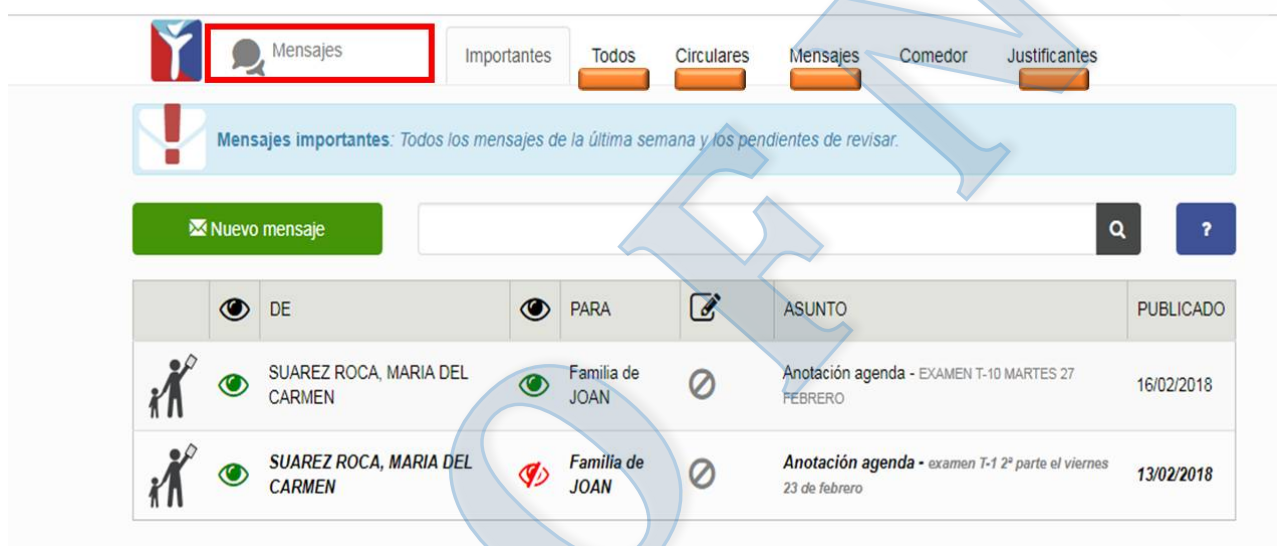 Mensajes
Importantes Todos Circulares Mensajes Comedor Justificantes
Mensajes importantes: Todos los mensajes de la última semana y los pendientes de revisar.
Nuevo mensaje ?
DE PARA ASUNTO PUBLICADO
SUAREZ ROCA, MARIA DEL CARMEN
Familia de JOAN
Anotación agenda - EXAMEN T-10 MARTES 27 FEBRERO
16/02/2018
SUAREZ ROCA, MARIA DEL CARMEN
Familia de JOAN
Anotación agenda - examen T-1 2ª parte el viernes 23 de febrero
13/02/2018
O F N